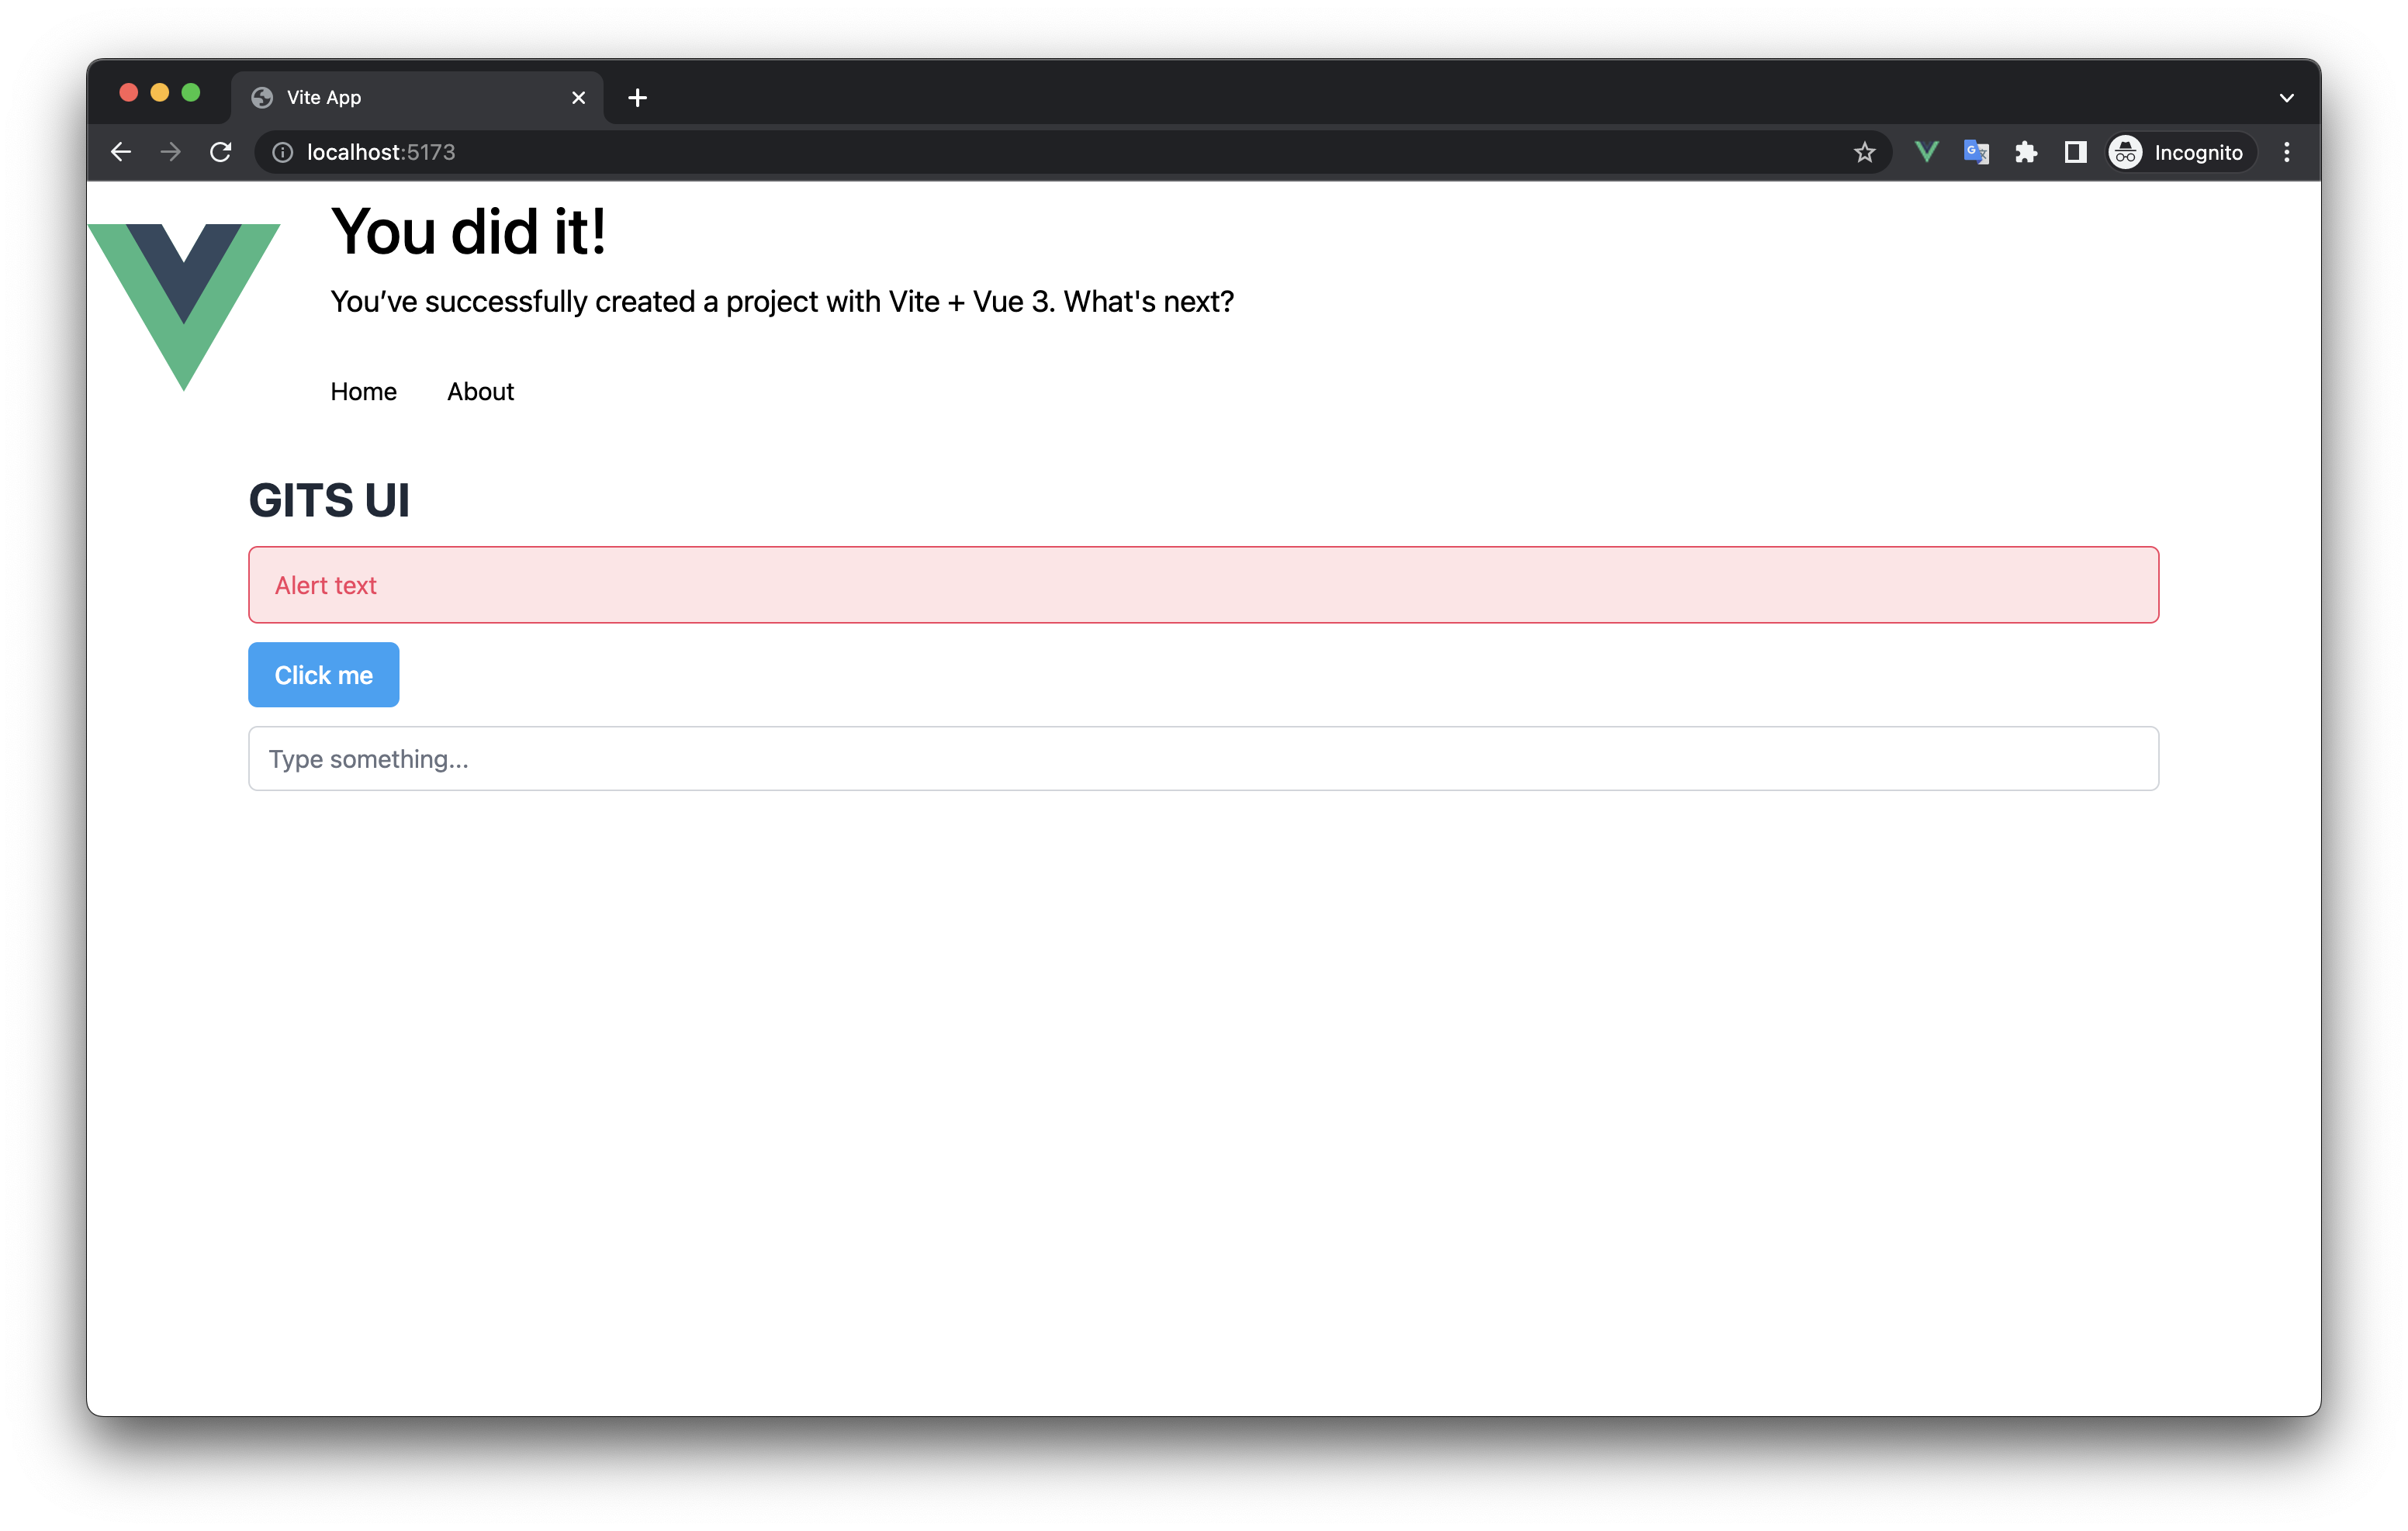 Vite App
localhost:5173
Incognito
You did it!
You’ve successfully created a project with Vite + Vue 3. What's next?
Home About
GITS UI
Alert text
Click me
Type something...